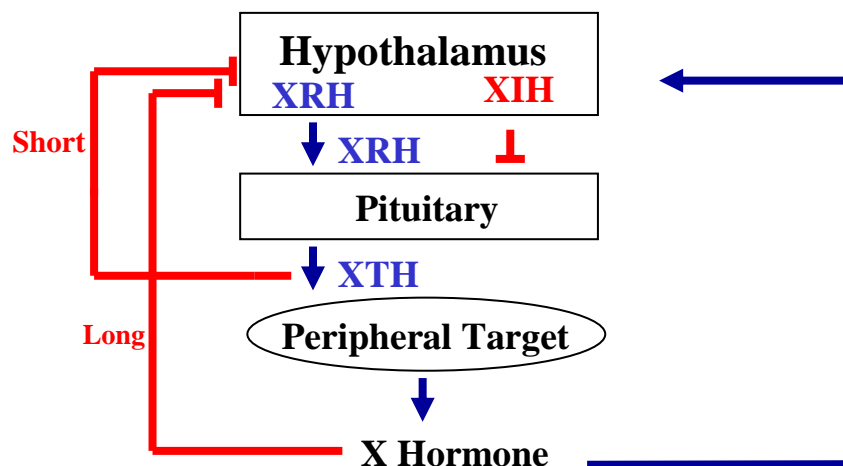 Hypothalamus
XRH XIH
Short
XRH
Pituitary
XTH
Peripheral Target
Long
X Hormone